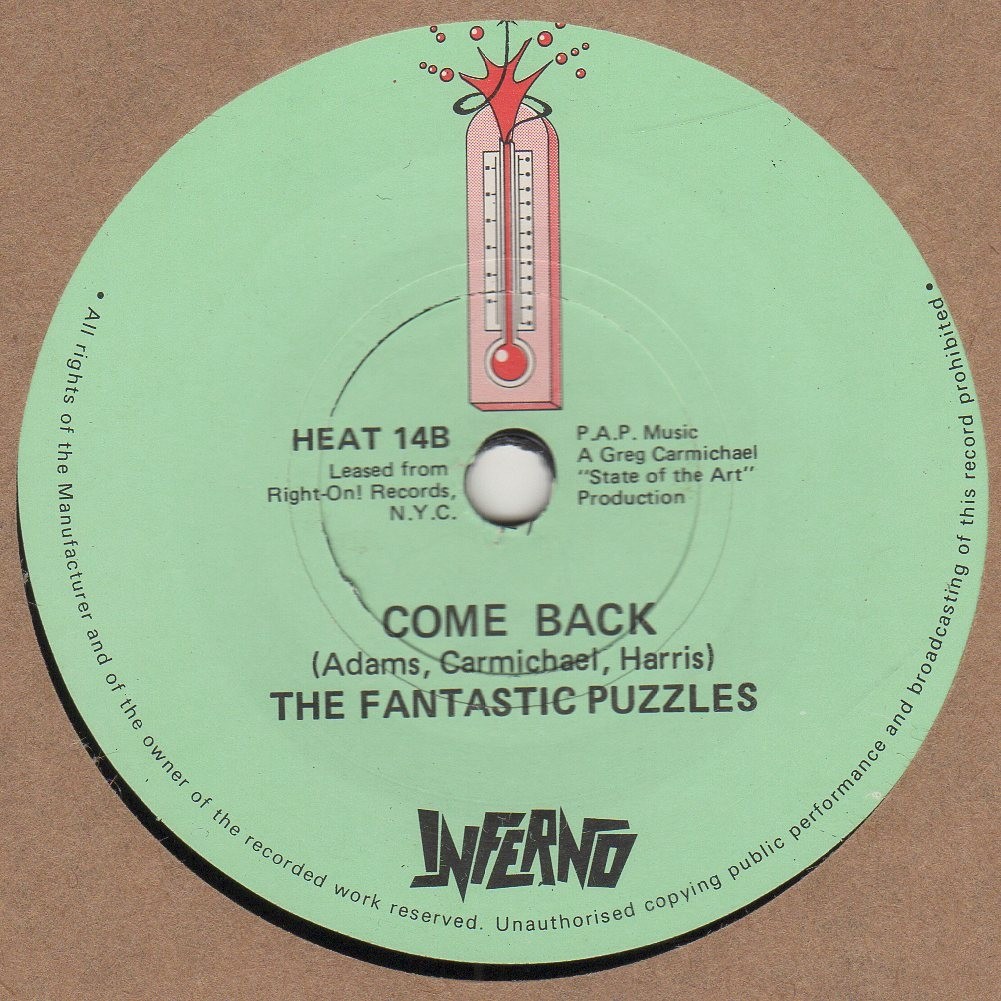 HEAT 14B
Leased from
Right-On! Records,
N.Y.C.
P.A.P. Music
A Greg Carmichael
"State of the Art"
Production
COME BACK
(Adams, Carmichael, Harris)
THE FANTASTIC PUZZLES
INFERNO
• All rights of the Manufacturer and of the owner of the recorded work reserved. Unauthorised copying public performance and broadcasting of this record prohibited •